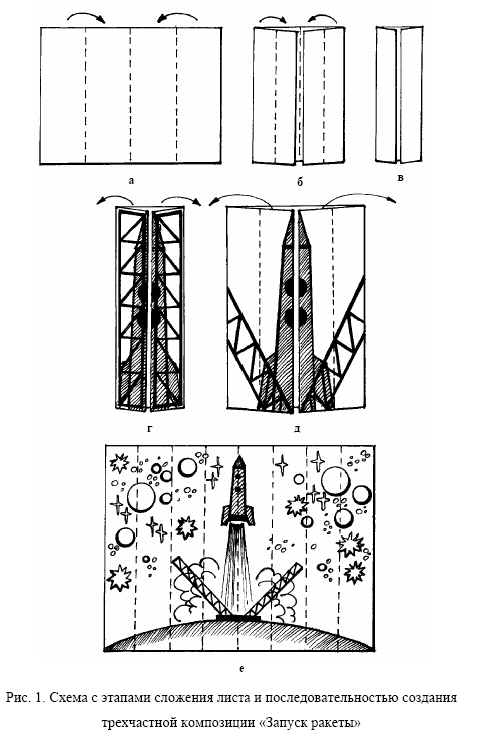 а
б
в
г
д
е
Рис. 1. Схема с этапами сложения листа и последовательностью создания
трехчастной композиции «Запуск ракеты»